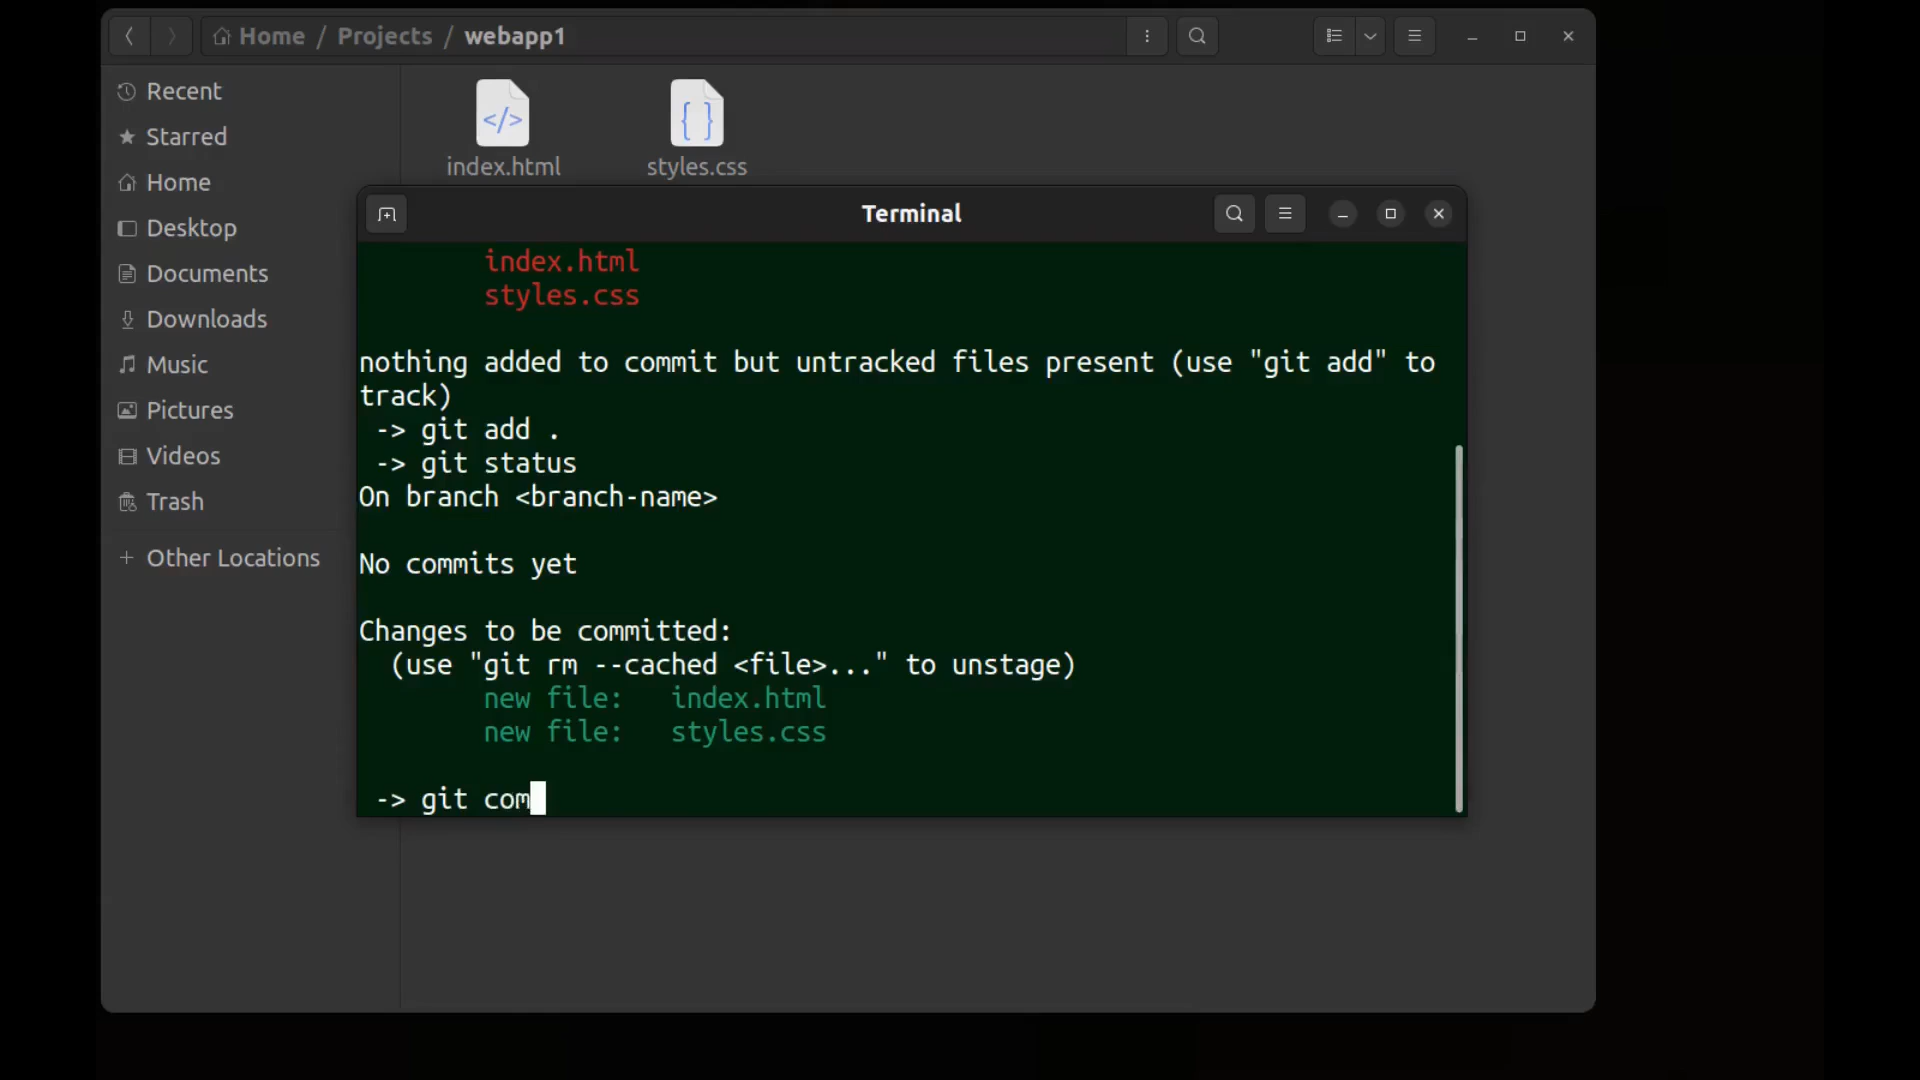 Home / Projects / webapp1
Recent
Starred
Home
Desktop
Documents
Downloads
Music
Pictures
Videos
Trash
+ Other Locations
</>
{ }
index.html
styles.css
Terminal
index.html
styles.css
nothing added to commit but untracked files present (use "git add" to
track)
-> git add .
-> git status
On branch <branch-name>
No commits yet
Changes to be committed:
(use "git rm --cached <file>..." to unstage)
new file:   index.html
new file:   styles.css
-> git com